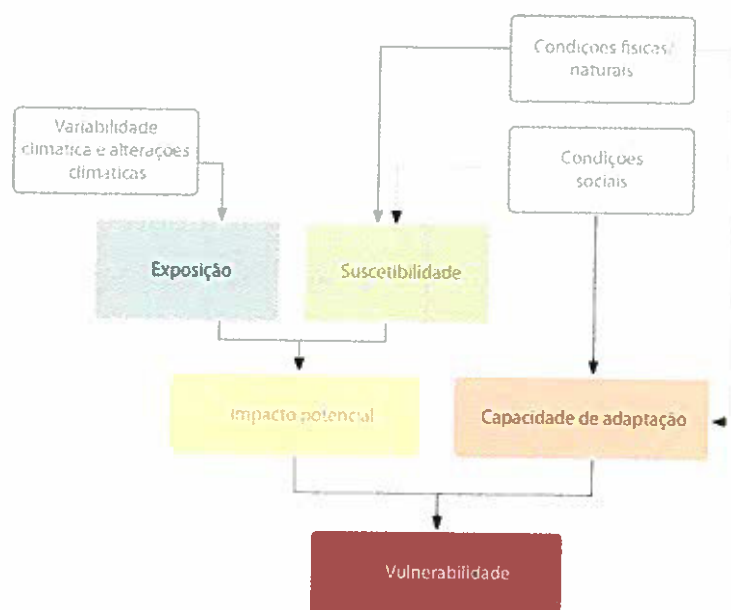 Condições físicas/
naturais
Variabilidade
climática e alterações
climáticas
Condições
sociais
Exposição
Suscetibilidade
Impacto potencial
Capacidade de adaptação
Vulnerabilidade